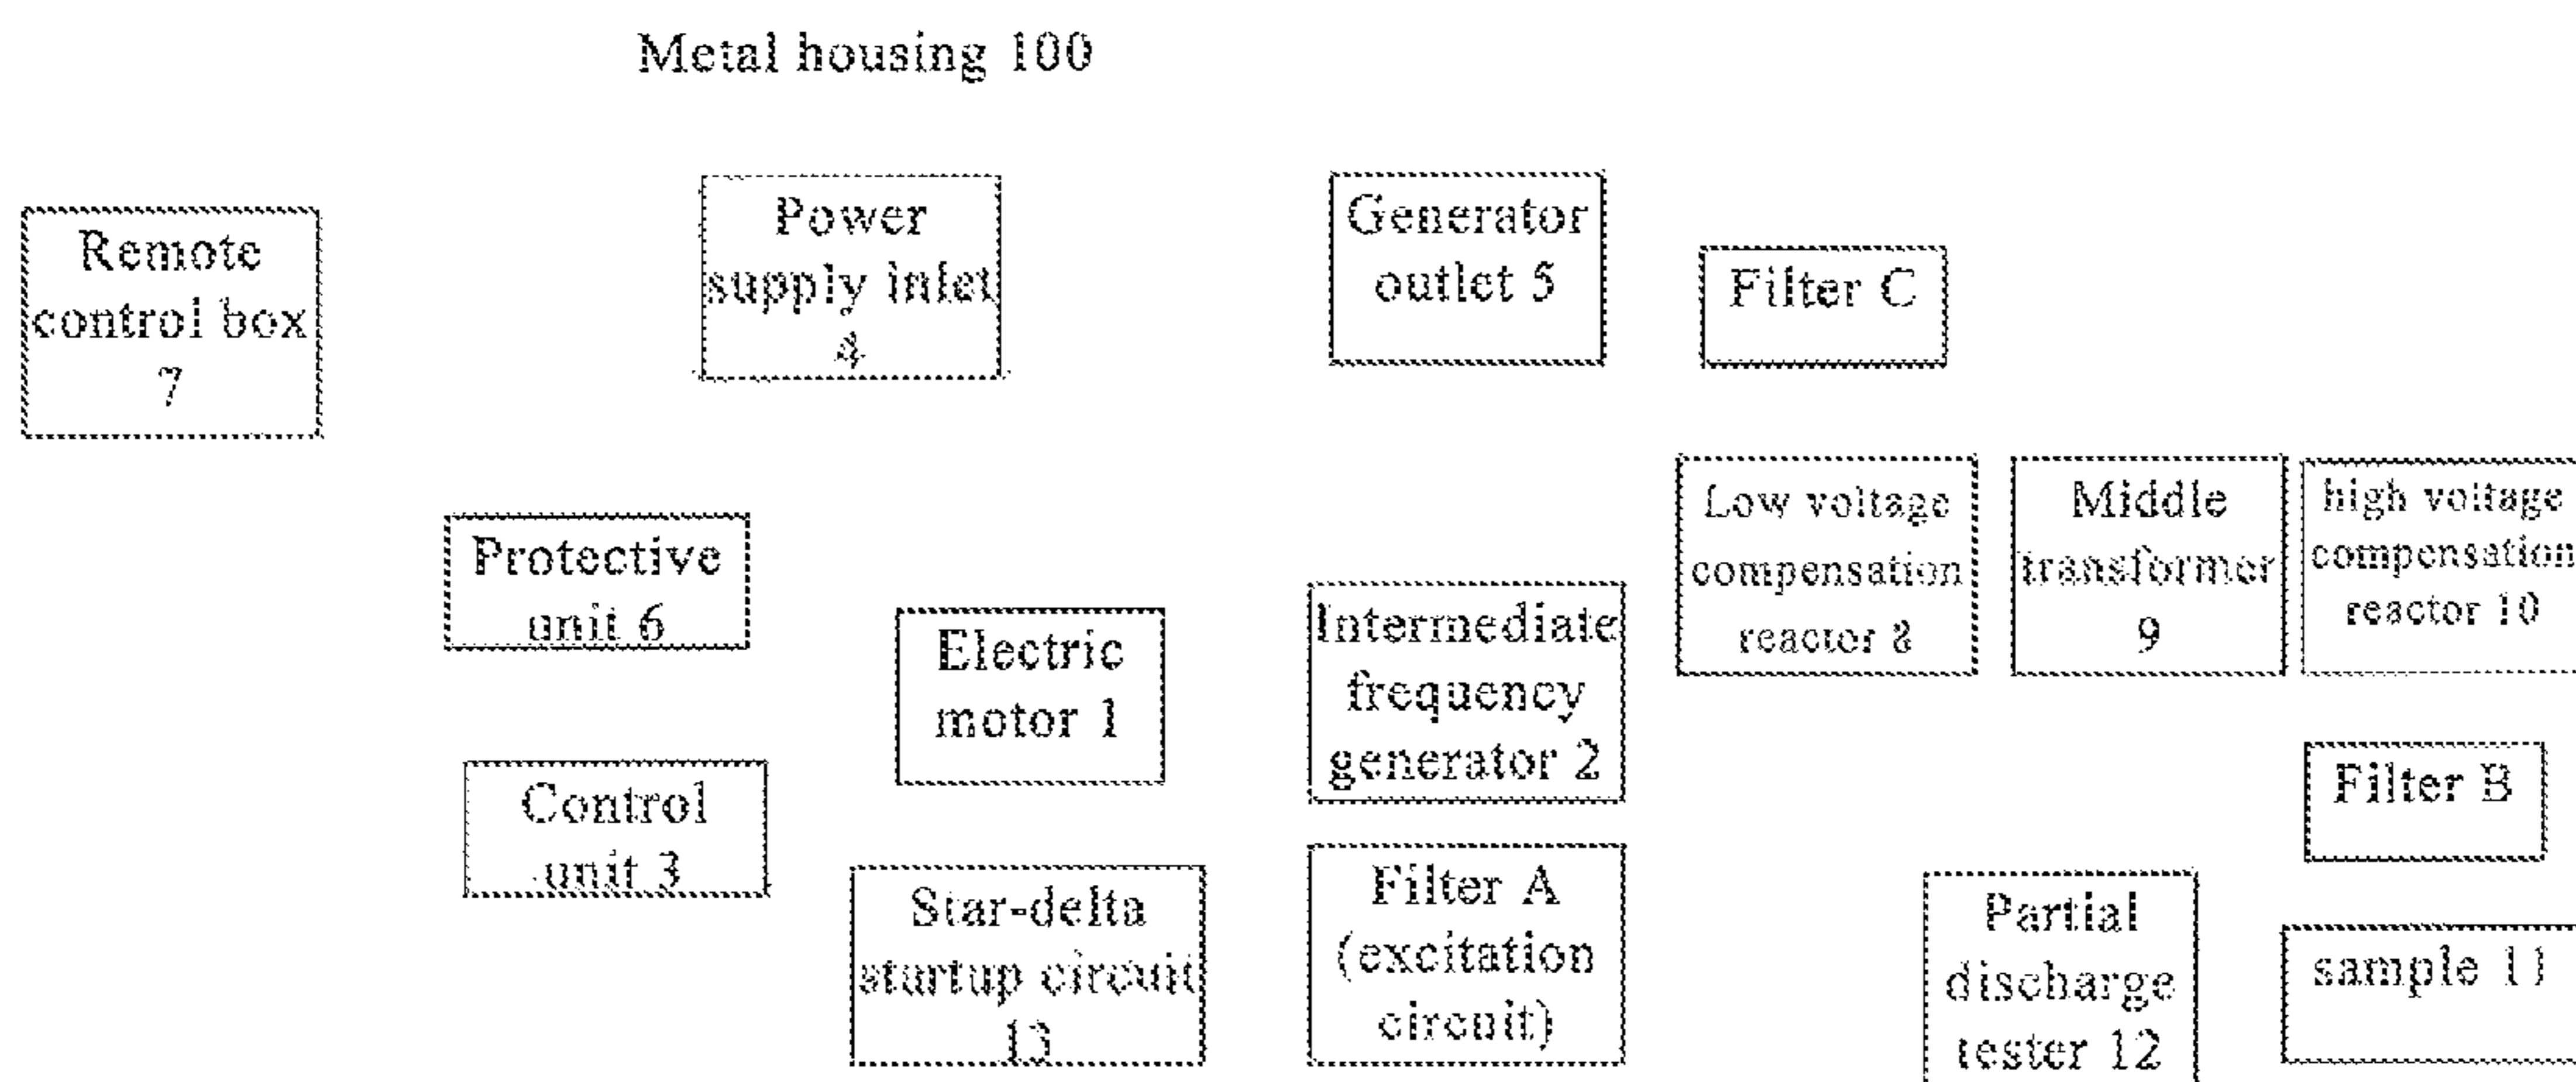 Metal housing 100
Remote
control box
7
Power
supply inlet
4
Generator
outlet 5
Filter C
Protective
unit 6
Control
unit 3
Electric
motor 1
Star-delta
startup circuit
13
Intermediate
frequency
generator 2
Filter A
(excitation
circuit)
Low voltage
compensation
reactor 8
Middle
transformer
9
high voltage
compensation
reactor 10
Filter B
Partial
discharge
tester 12
sample 11